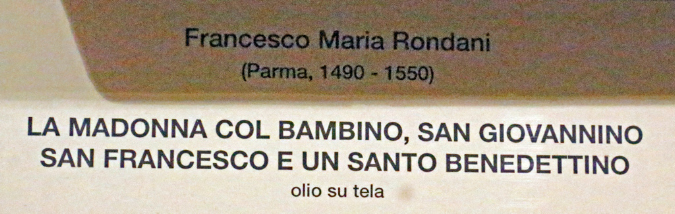 Francesco Maria Rondani
(Parma, 1490 - 1550)
LA MADONNA COL BAMBINO, SAN GIOVANNINO
SAN FRANCESCO E UN SANTO BENEDETTINO
olio su tela